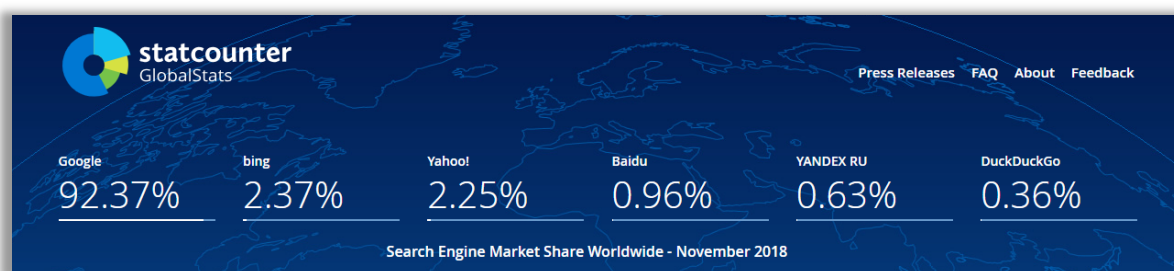 statcounter
GlobalStats
Press Releases FAQ About Feedback
Google bing Yahoo! Baidu YANDEX RU DuckDuckGo
92.37% 2.37% 2.25% 0.96% 0.63% 0.36%
Search Engine Market Share Worldwide - November 2018